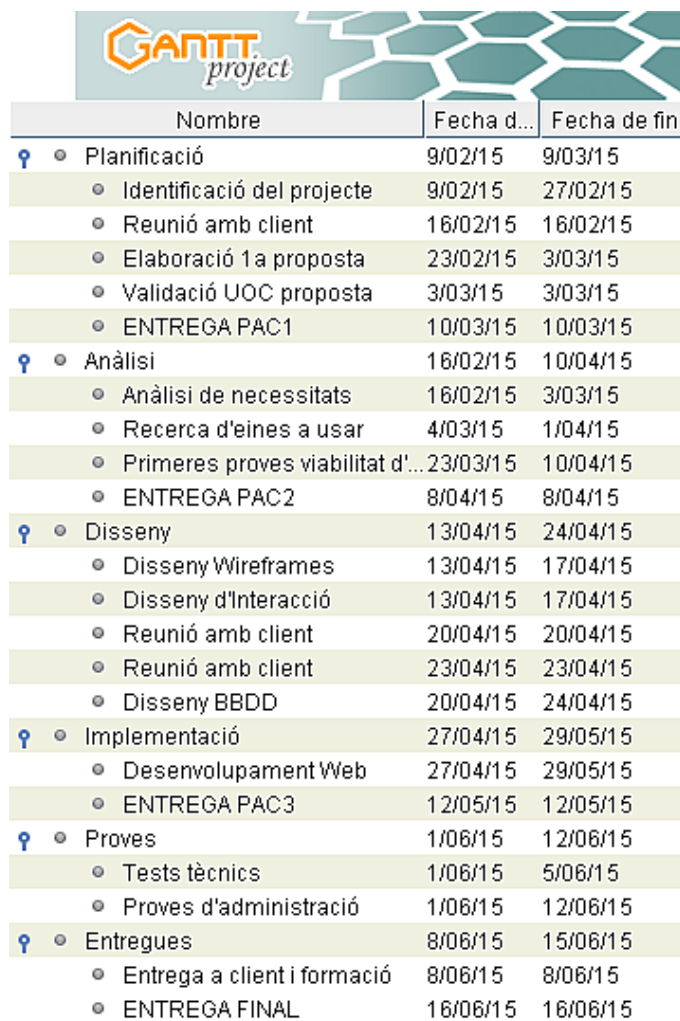 GANTT
project
Nombre Fecha d... Fecha de fin
Planificació 9/02/15 9/03/15
Identificació del projecte 9/02/15 27/02/15
Reunió amb client 16/02/15 16/02/15
Elaboració 1a proposta 23/02/15 3/03/15
Validació UOC proposta 3/03/15 3/03/15
ENTREGA PAC1 10/03/15 10/03/15
Anàlisi 16/02/15 10/04/15
Anàlisi de necessitats 16/02/15 3/03/15
Recerca d'eines a usar 4/03/15 1/04/15
Primeres proves viabilitat d'... 23/03/15 10/04/15
ENTREGA PAC2 8/04/15 8/04/15
Disseny 13/04/15 24/04/15
Disseny Wireframes 13/04/15 17/04/15
Disseny d'Interacció 13/04/15 17/04/15
Reunió amb client 20/04/15 20/04/15
Reunió amb client 23/04/15 23/04/15
Disseny BBDD 20/04/15 24/04/15
Implementació 27/04/15 29/05/15
Desenvolupament Web 27/04/15 29/05/15
ENTREGA PAC3 12/05/15 12/05/15
Proves 1/06/15 12/06/15
Tests tècnics 1/06/15 5/06/15
Proves d'administració 1/06/15 12/06/15
Entregues 8/06/15 15/06/15
Entrega a client i formació 8/06/15 8/06/15
ENTREGA FINAL 16/06/15 16/06/15